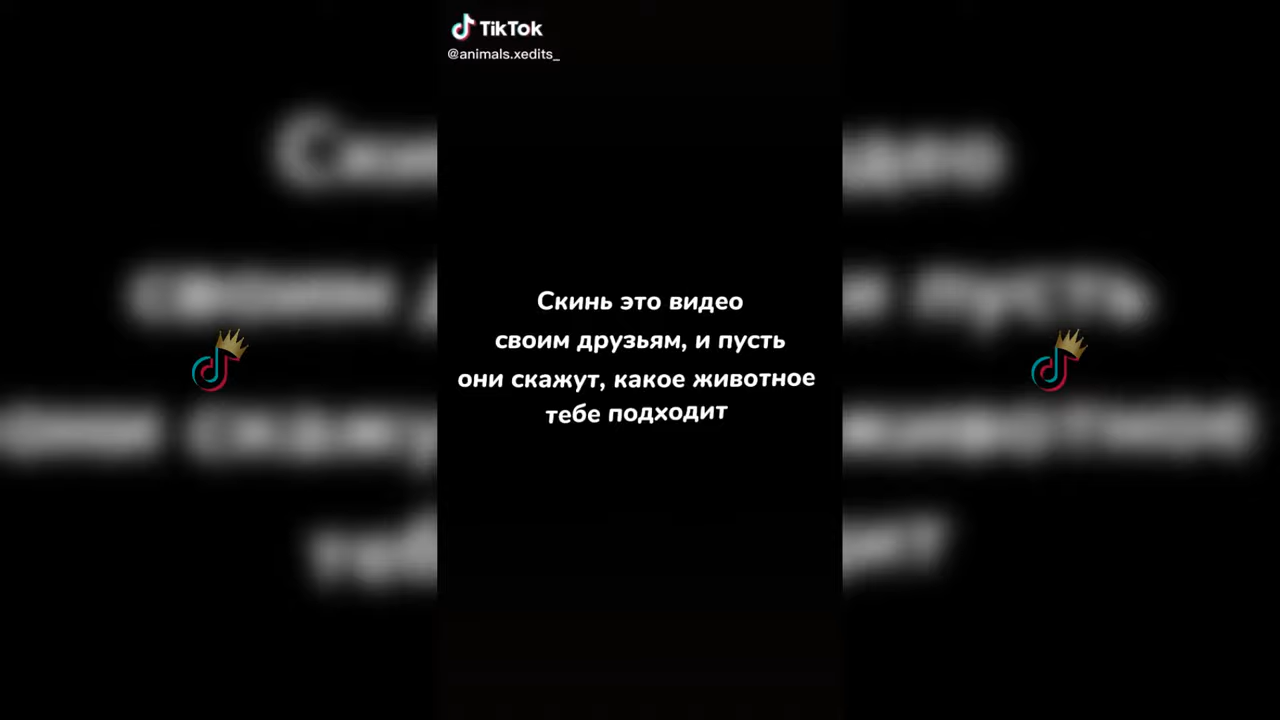 TikTok
@animals.xedits_
Скинь это видео
своим друзьям, и пусть
они скажут, какое животное
тебе подходит